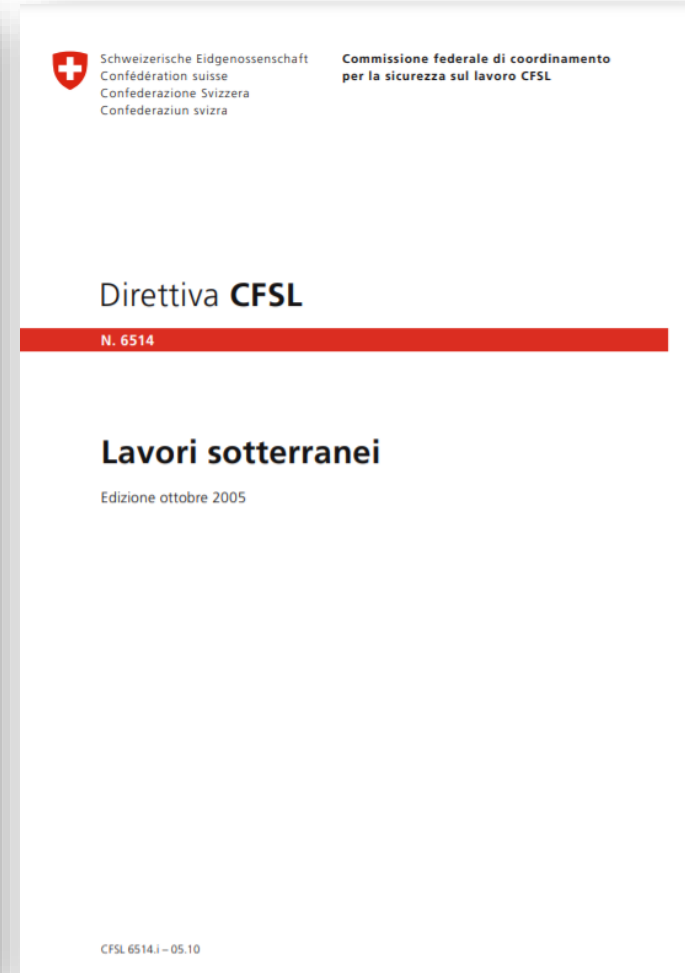 Schweizerische Eidgenossenschaft
Confédération suisse
Confederazione Svizzera
Confederaziun svizra
Commissione federale di coordinamento
per la sicurezza sul lavoro CFSL
Direttiva CFSL
N. 6514
Lavori sotterranei
Edizione ottobre 2005
CFSL 6514.i – 05.10